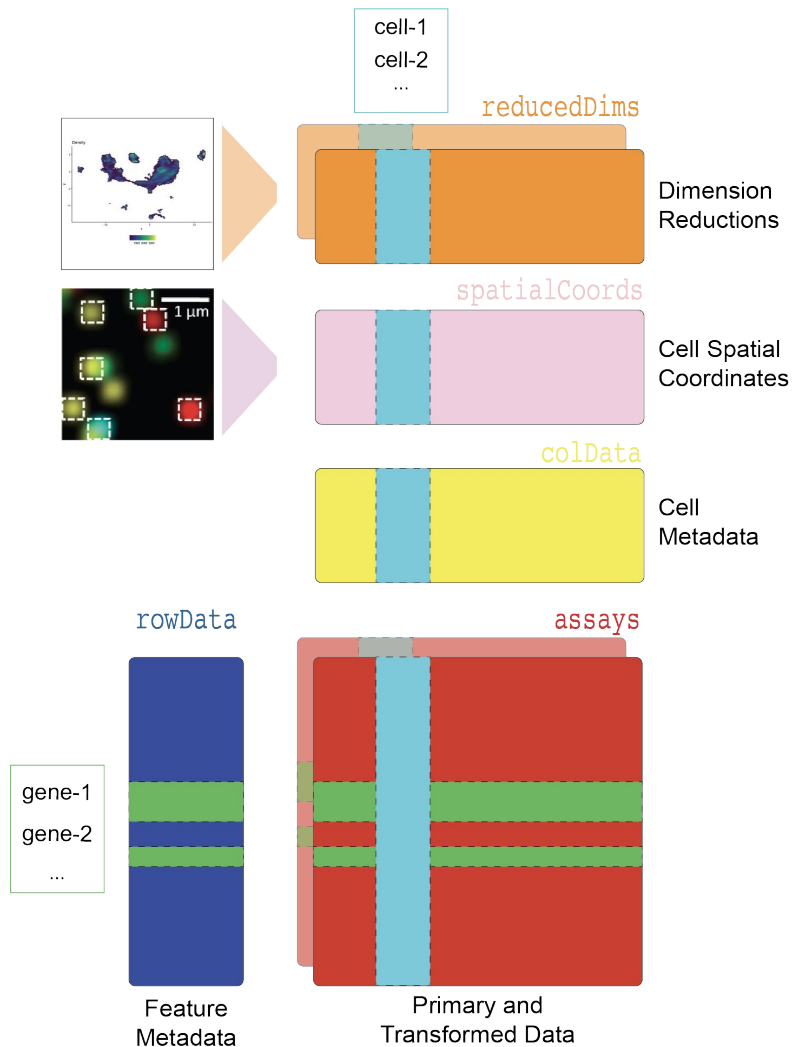 cell-1
cell-2
...
reducedDims
Density
Dimension
Reductions
spatialCoords
1 μm
Cell Spatial
Coordinates
colData
Cell
Metadata
rowData
assays
gene-1
gene-2
...
Feature
Metadata
Primary and
Transformed Data